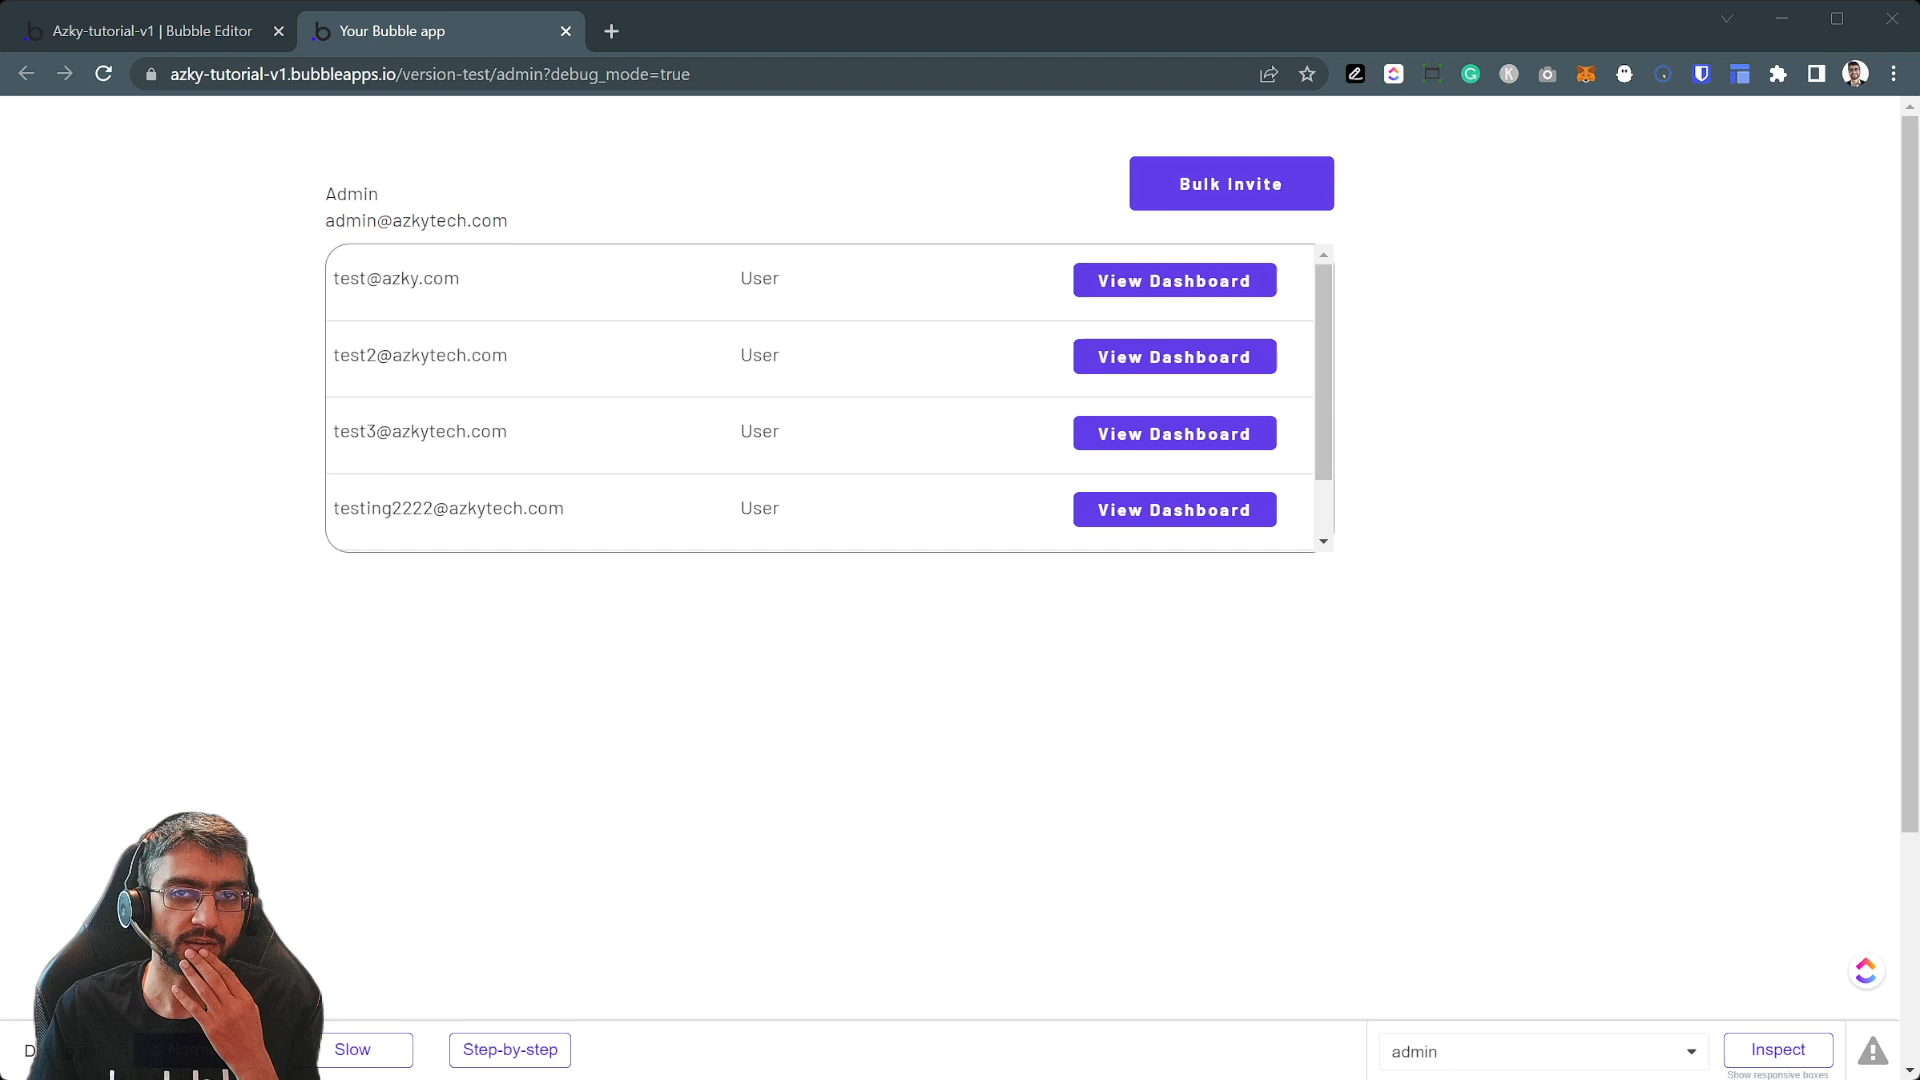 Azky-tutorial-v1 | Bubble Editor
Your Bubble app
azky-tutorial-v1.bubbleapps.io/version-test/admin?debug_mode=true
Bulk Invite
Admin
admin@azkytech.com
test@azky.com User View Dashboard
test2@azkytech.com User View Dashboard
test3@azkytech.com User View Dashboard
testing2222@azkytech.com User View Dashboard
Slow Step-by-step admin Inspect
Show responsive boxes